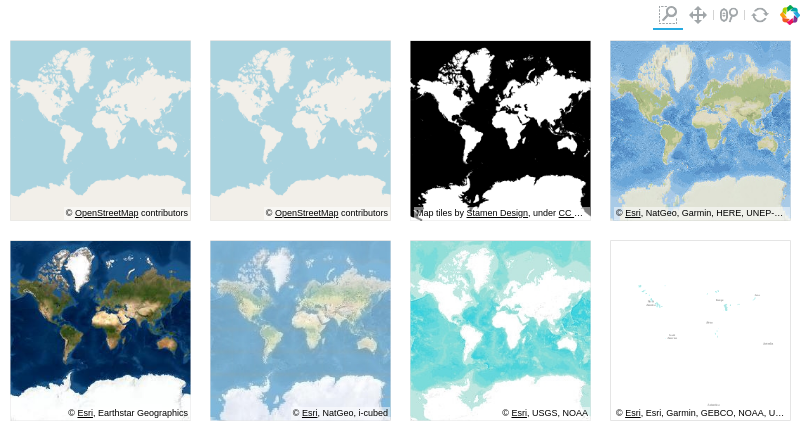 © OpenStreetMap contributors
© OpenStreetMap contributors
Map tiles by Stamen Design, under CC ...
© Esri, NatGeo, Garmin, HERE, UNEP-...
© Esri, Earthstar Geographics
© Esri, NatGeo, i-cubed
© Esri, USGS, NOAA
© Esri, Esri, Garmin, GEBCO, NOAA, U...